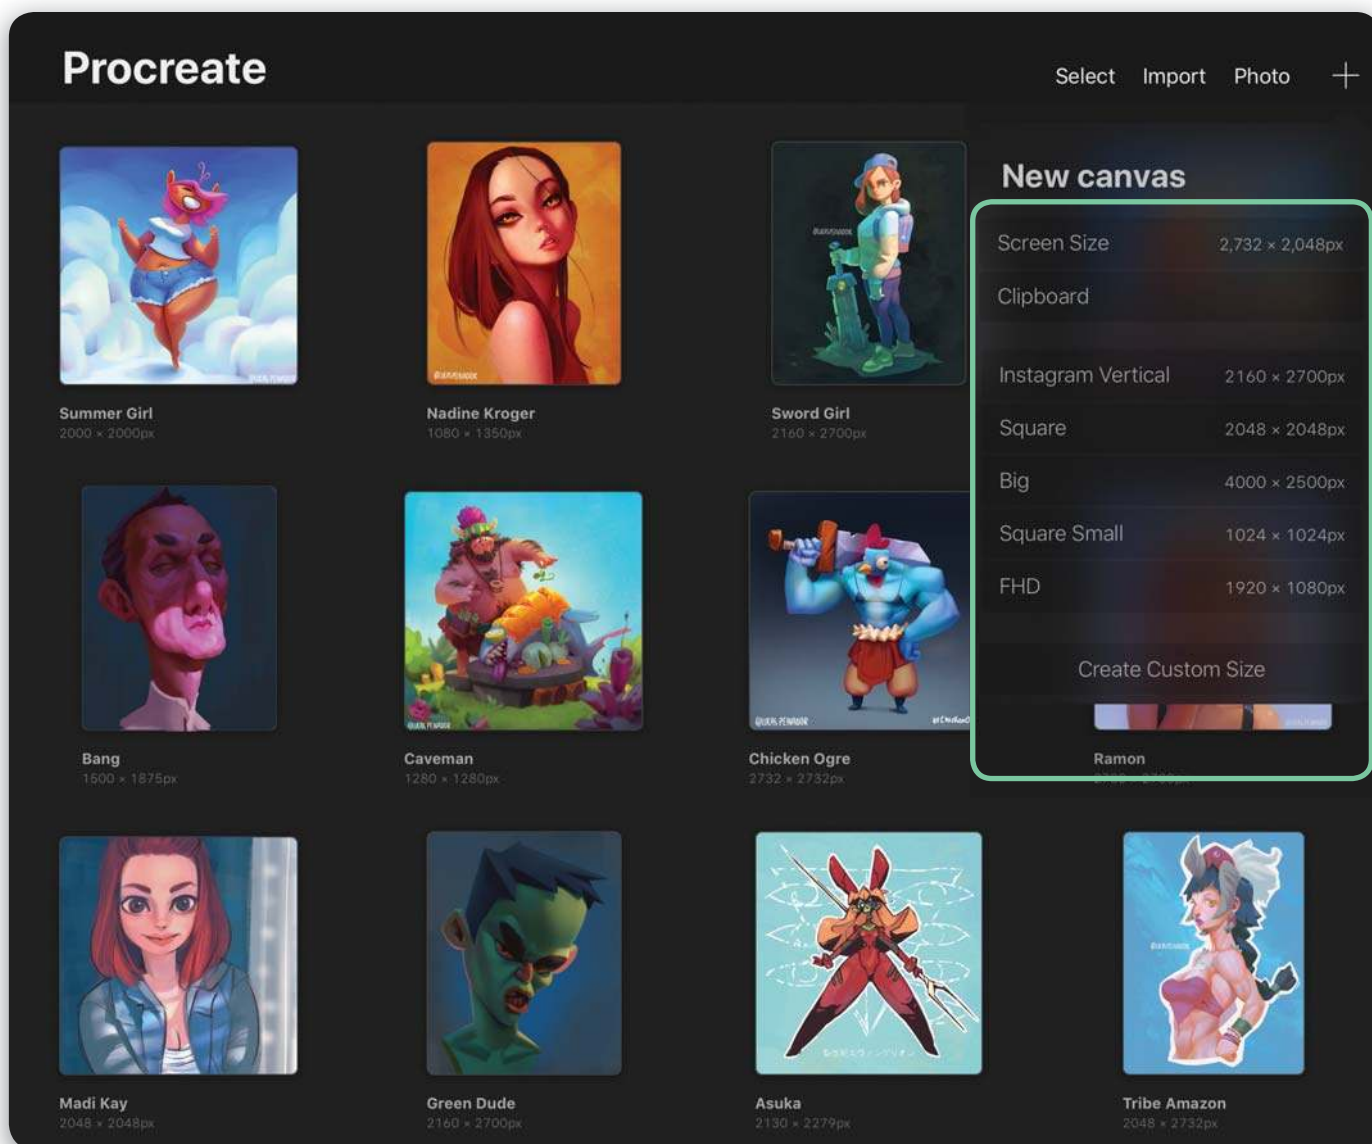 Procreate
Select Import Photo
New canvas
Screen Size 2,732 × 2,048px
Clipboard
Instagram Vertical 2160 × 2700px
Square 2048 × 2048px
Big 4000 × 2500px
Square Small 1024 × 1024px
FHD 1920 × 1080px
Create Custom Size
Summer Girl
2000 × 2000px
Nadine Kroger
1080 × 1350px
Sword Girl
2160 × 2700px
Bang
1500 × 1875px
Caveman
1280 × 1280px
Chicken Ogre
2732 × 2732px
Ramon
Madi Kay
2048 × 2048px
Green Dude
2160 × 2700px
Asuka
2130 × 2279px
Tribe Amazon
2048 × 2732px